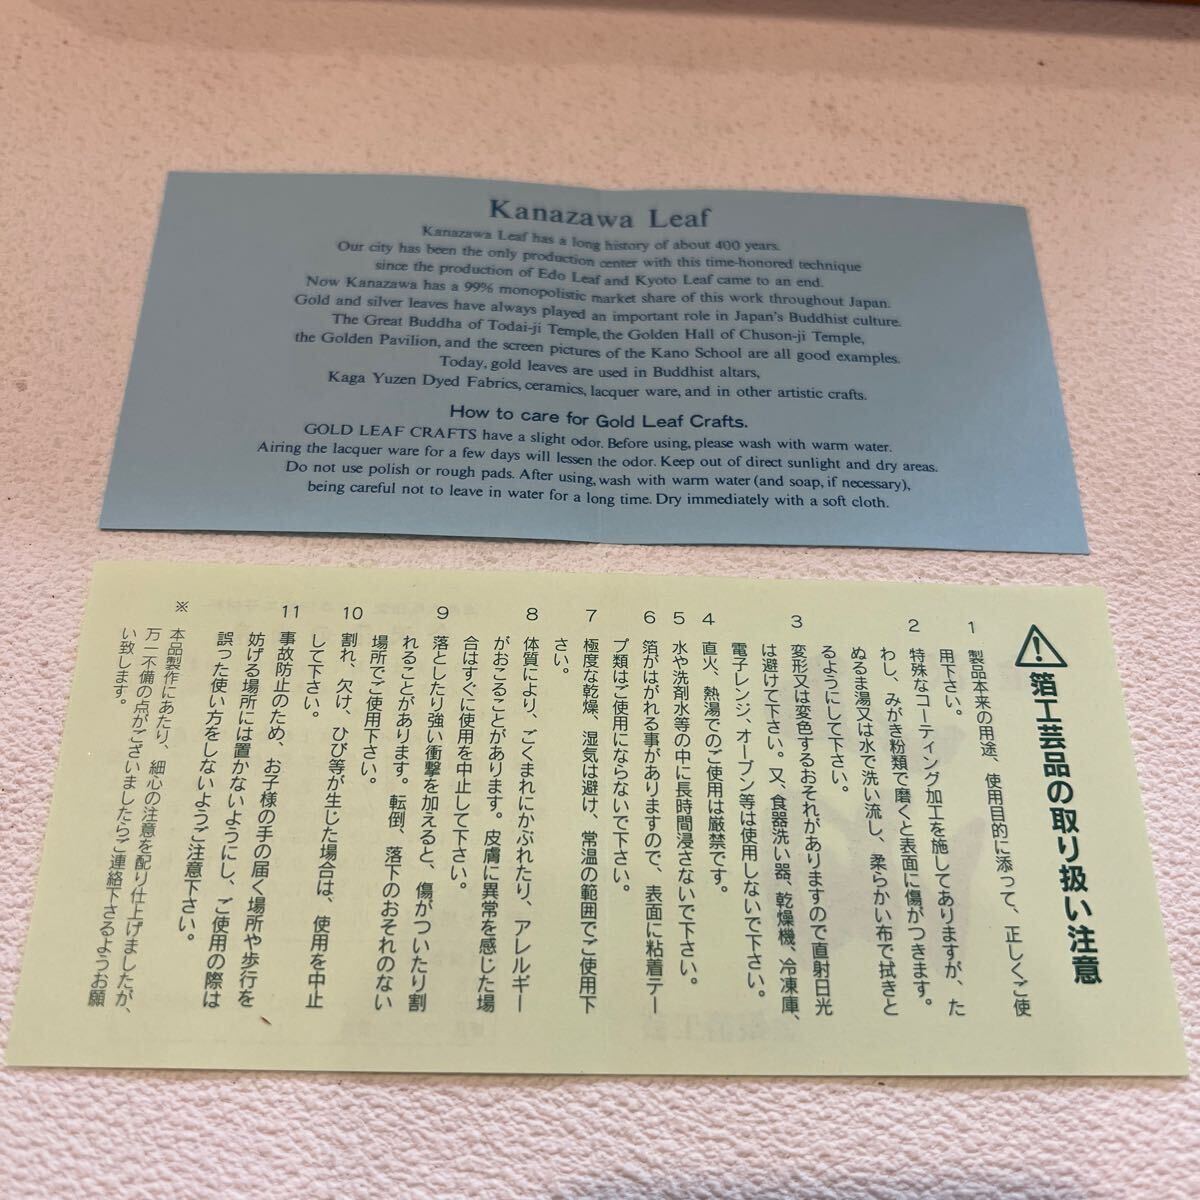 Kanazawa Leaf
Kanazawa Leaf has a long history of about 400 years.
Our city has been the only production center with this time-honored technique
since the production of Edo Leaf and Kyoto Leaf came to an end.
Now Kanazawa has a 99% monopolistic market share of this work throughout Japan.
Gold and silver leaves have always played an important role in Japan's Buddhist culture.
The Great Buddha of Todai-ji Temple, the Golden Hall of Chuson-ji Temple,
the Golden Pavilion, and the screen pictures of the Kano School are all good examples.
Today, gold leaves are used in Buddhist altars,
Kaga Yuzen Dyed Fabrics, ceramics, lacquer ware, and in other artistic crafts.
How to care for Gold Leaf Crafts.
GOLD LEAF CRAFTS have a slight odor. Before using, please wash with warm water.
Airing the lacquer ware for a few days will lessen the odor. Keep out of direct sunlight and dry areas.
Do not use polish or rough pads. After using, wash with warm water (and soap, if necessary),
being careful not to leave in water for a long time. Dry immediately with a soft cloth.
箔工芸品の取り扱い注意
1 製品本来の用途、使用目的に添って、正しくご使
用下さい。
2 特殊なコーティング加工を施してありますが、た
わし、みがき粉類で磨くと表面に傷がつきます。
ぬるま湯又は水で洗い流し、柔らかい布で拭きと
るようにして下さい。
3 変形又は変色するおそれがありますので直射日光
は避けて下さい。又、食器洗い器、乾燥機、冷凍庫、
電子レンジ、オーブン等は使用しないで下さい。
4 直火、熱湯でのご使用は厳禁です。
5 水や洗剤水等の中に長時間浸さないで下さい。
6 箔がはがれる事がありますので、表面に粘着テー
プ類はご使用にならないで下さい。
7 極度な乾燥、湿気は避け、常温の範囲でご使用下
さい。
8 体質により、ごくまれにかぶれたり、アレルギー
がおこることがあります。皮膚に異常を感じた場
合はすぐに使用を中止して下さい。
9 落としたり強い衝撃を加えると、傷がついたり割
れることがあります。転倒、落下のおそれのない
場所でご使用下さい。
10 割れ、欠け、ひび等が生じた場合は、使用を中止
して下さい。
11 事故防止のため、お子様の手の届く場所や歩行を
妨げる場所には置かないようにし、ご使用の際は
誤った使い方をしないようご注意下さい。
※ 本品製作にあたり、細心の注意を配り仕上げましたが、
万一不備の点がございましたらご連絡下さるようお願
い致します。